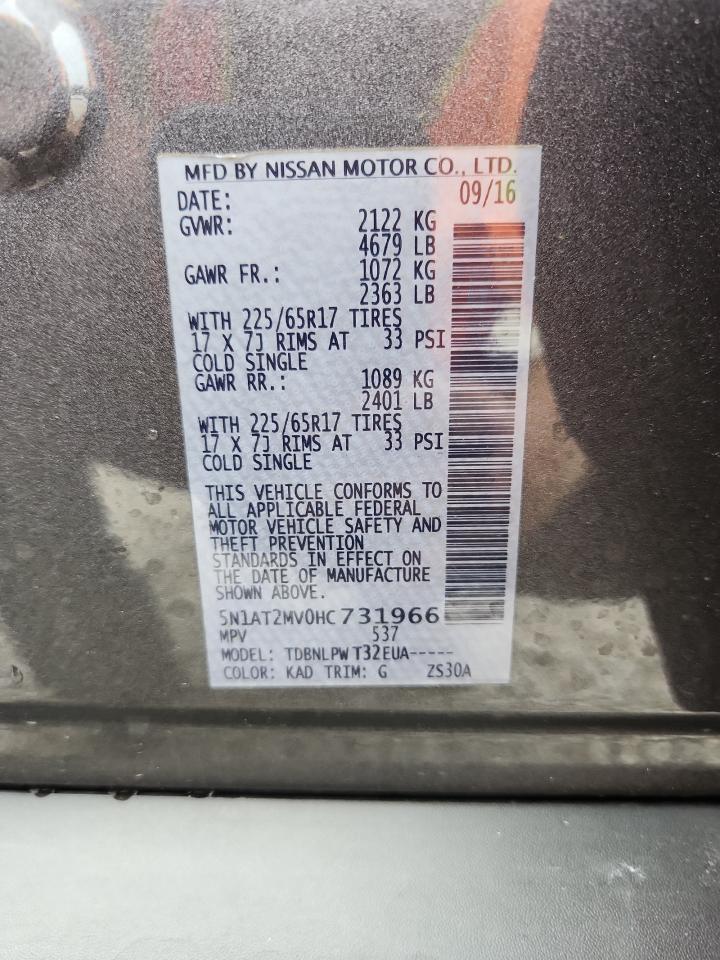 MFD BY NISSAN MOTOR CO., LTD.
DATE: 09/16
GVWR: 2122 KG
4679 LB
GAWR FR.: 1072 KG
2363 LB
WITH 225/65R17 TIRES
17 X 7J RIMS AT 33 PSI
COLD SINGLE
GAWR RR.: 1089 KG
2401 LB
WITH 225/65R17 TIRES
17 X 7J RIMS AT 33 PSI
COLD SINGLE
THIS VEHICLE CONFORMS TO
ALL APPLICABLE FEDERAL
MOTOR VEHICLE SAFETY AND
THEFT PREVENTION
STANDARDS IN EFFECT ON
THE DATE OF MANUFACTURE
SHOWN ABOVE.
5N1AT2MV0HC731966
MPV 537
MODEL: TDBNLPW T32EUA-----
COLOR: KAD TRIM: G ZS30A